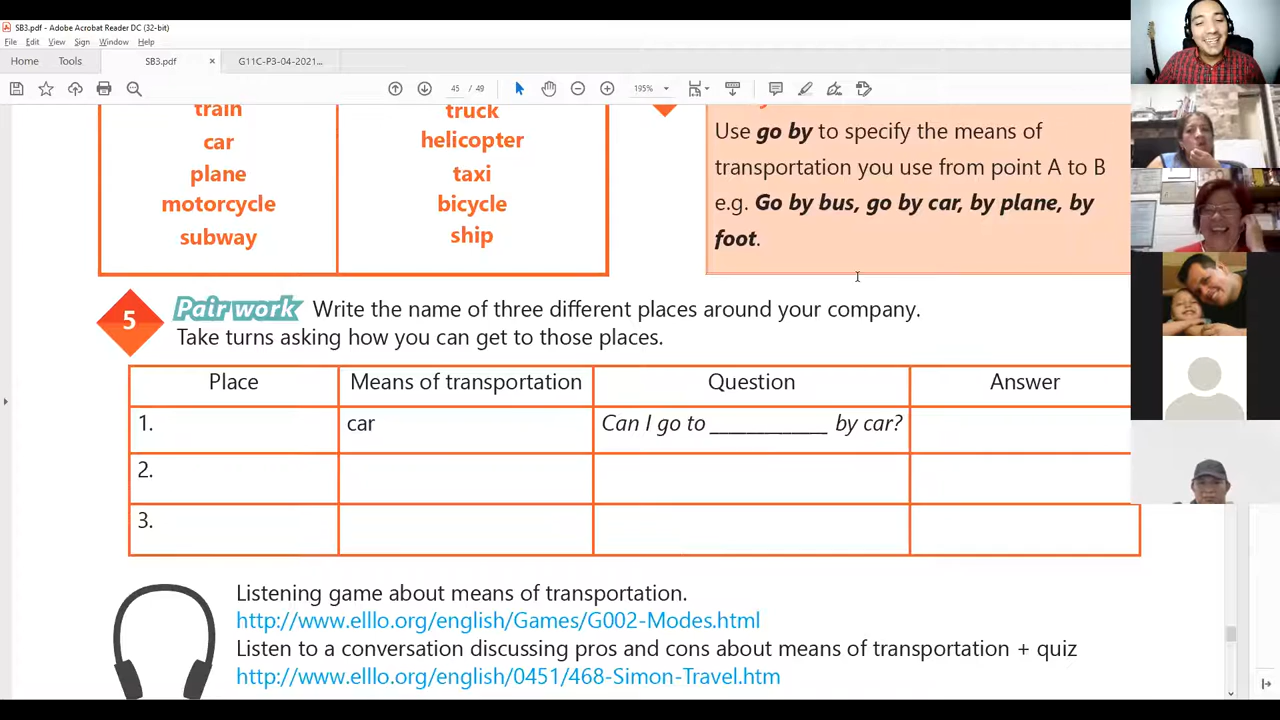 SB3.pdf - Adobe Acrobat Reader DC (32-bit)
File Edit View Sign Window Help
Home Tools SB3.pdf × G11C-P3-04-2021...
45 / 49 195%
train truck
car helicopter
plane taxi
motorcycle bicycle
subway ship
Use go by to specify the means of
transportation you use from point A to B
e.g. Go by bus, go by car, by plane, by
foot.
5 Pair work Write the name of three different places around your company.
Take turns asking how you can get to those places.
Place Means of transportation Question Answer
1. car Can I go to ____________ by car?
2.
3.
Listening game about means of transportation.
http://www.elllo.org/english/Games/G002-Modes.html
Listen to a conversation discussing pros and cons about means of transportation + quiz
http://www.elllo.org/english/0451/468-Simon-Travel.htm